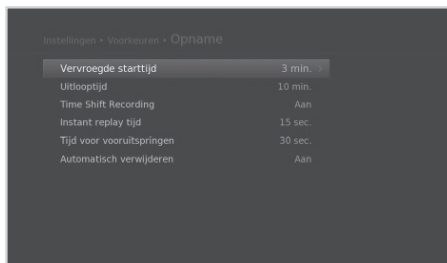 Instellingen • Voorkeuren • Opname
Vervroegde starttijd 3 min. >
Uitlooptijd 10 min.
Time Shift Recording Aan
Instant replay tijd 15 sec.
Tijd voor vooruitspringen 30 sec.
Automatisch verwijderen Aan